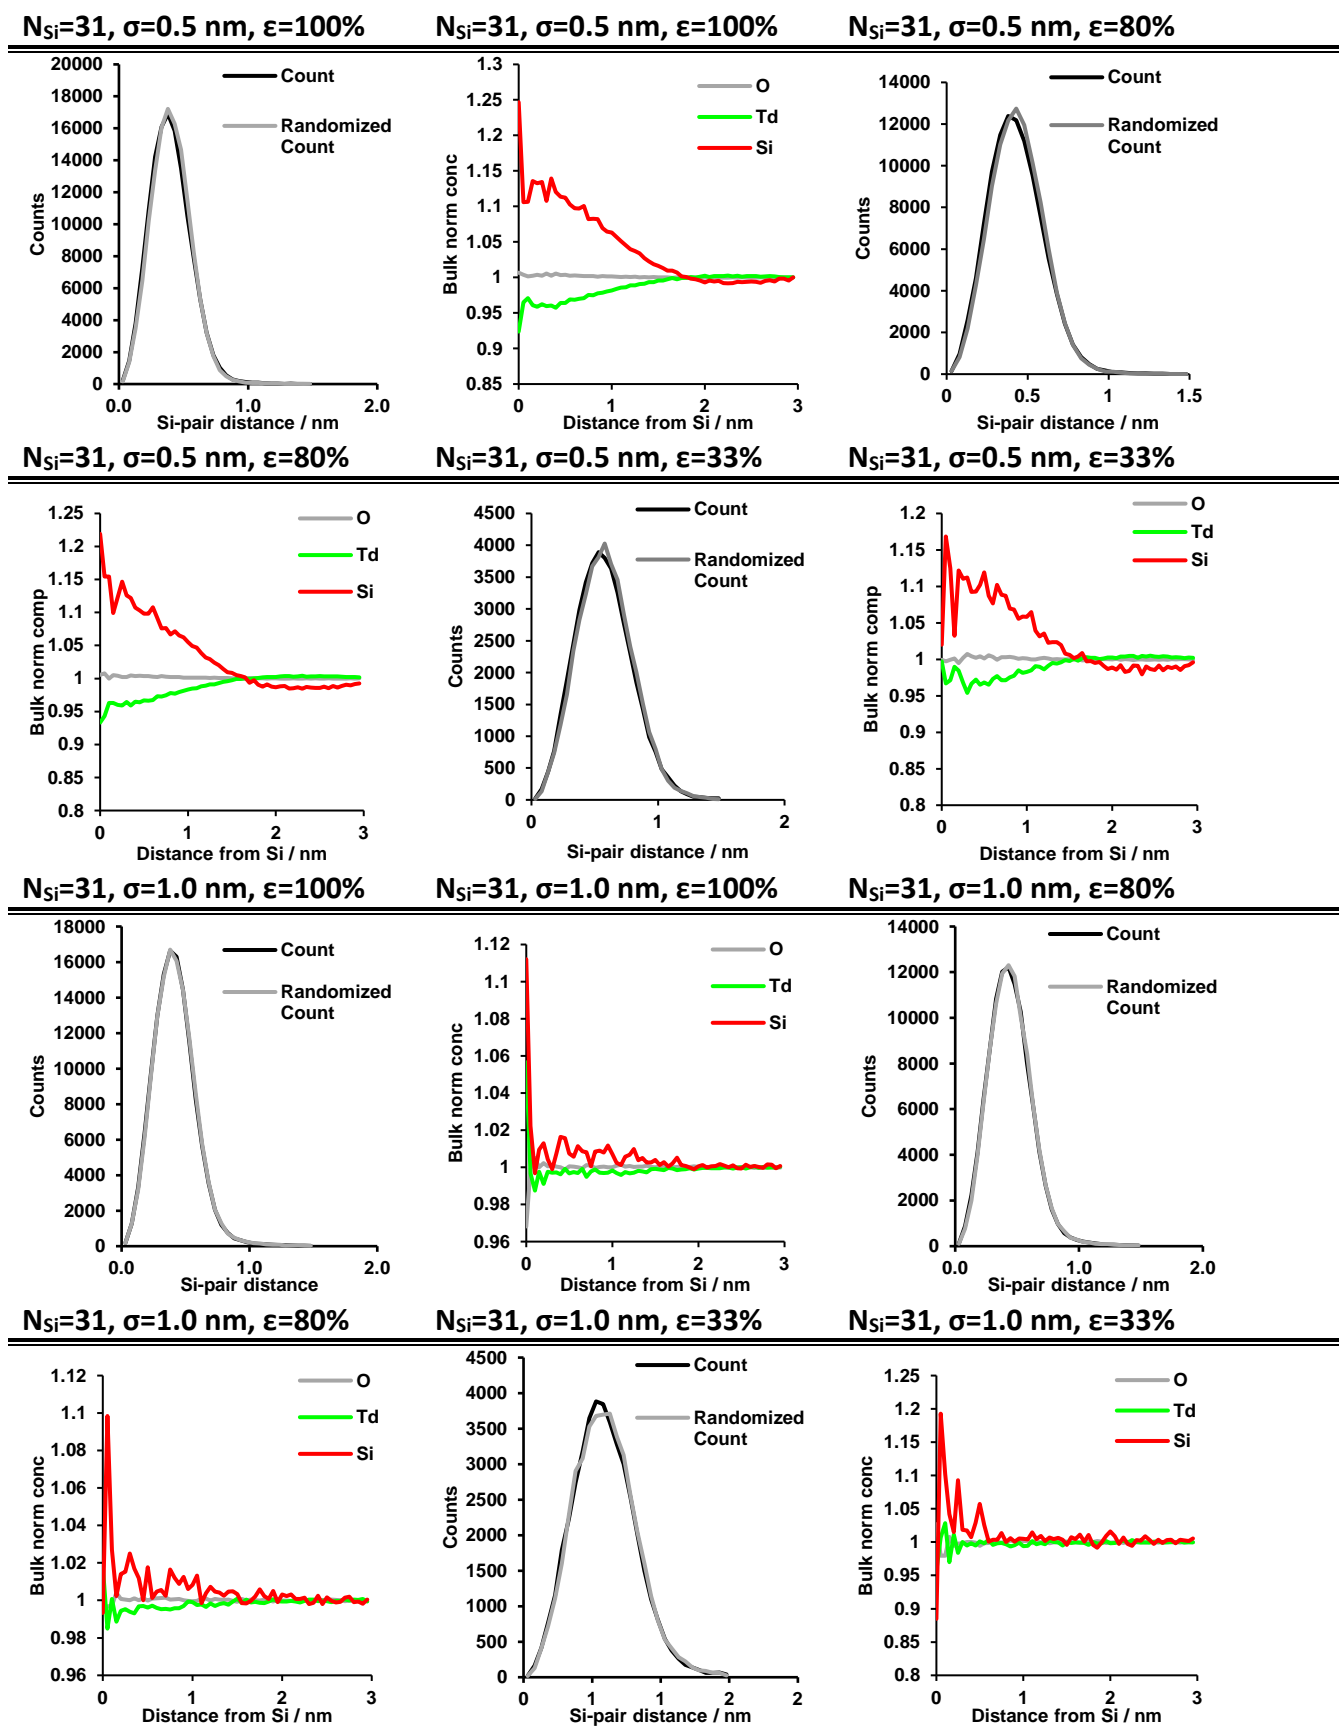 N_Si=31, σ=0.5 nm, ε=100%
N_Si=31, σ=0.5 nm, ε=100%
N_Si=31, σ=0.5 nm, ε=80%
20000
18000
16000
14000
12000
10000
8000
6000
4000
2000
0
Counts
Count
Randomized
Count
0.0
1.0
2.0
Si-pair distance / nm
1.3
1.25
1.2
1.15
1.1
1.05
1
0.95
0.9
0.85
Bulk norm conc
O
Td
Si
0
1
2
3
Distance from Si / nm
14000
12000
10000
8000
6000
4000
2000
0
Counts
Count
Randomized
Count
0
0.5
1
1.5
Si-pair distance / nm
N_Si=31, σ=0.5 nm, ε=80%
N_Si=31, σ=0.5 nm, ε=33%
N_Si=31, σ=0.5 nm, ε=33%
1.25
1.2
1.15
1.1
1.05
1
0.95
0.9
0.85
0.8
Bulk norm comp
O
Td
Si
0
1
2
3
Distance from Si / nm
4500
4000
3500
3000
2500
2000
1500
1000
500
0
Counts
Count
Randomized
Count
0
1
2
Si-pair distance / nm
1.2
1.15
1.1
1.05
1
0.95
0.9
0.85
0.8
Bulk norm comp
O
Td
Si
0
1
2
3
Distance from Si / nm
N_Si=31, σ=1.0 nm, ε=100%
N_Si=31, σ=1.0 nm, ε=100%
N_Si=31, σ=1.0 nm, ε=80%
18000
16000
14000
12000
10000
8000
6000
4000
2000
0
Counts
Count
Randomized
Count
0.0
1.0
2.0
Si-pair distance
1.12
1.1
1.08
1.06
1.04
1.02
1
0.98
0.96
Bulk norm conc
O
Td
Si
0
1
2
3
Distance from Si / nm
14000
12000
10000
8000
6000
4000
2000
0
Counts
Count
Randomized
Count
0.0
1.0
2.0
Si-pair distance / nm
N_Si=31, σ=1.0 nm, ε=80%
N_Si=31, σ=1.0 nm, ε=33%
N_Si=31, σ=1.0 nm, ε=33%
1.12
1.1
1.08
1.06
1.04
1.02
1
0.98
0.96
Bulk norm conc
O
Td
Si
0
1
2
3
Distance from Si / nm
4500
4000
3500
3000
2500
2000
1500
1000
500
0
Counts
Count
Randomized
Count
0
1
1
2
2
Si-pair distance / nm
1.25
1.2
1.15
1.1
1.05
1
0.95
0.9
0.85
0.8
Bulk norm conc
O
Td
Si
0
1
2
3
Distance from Si / nm